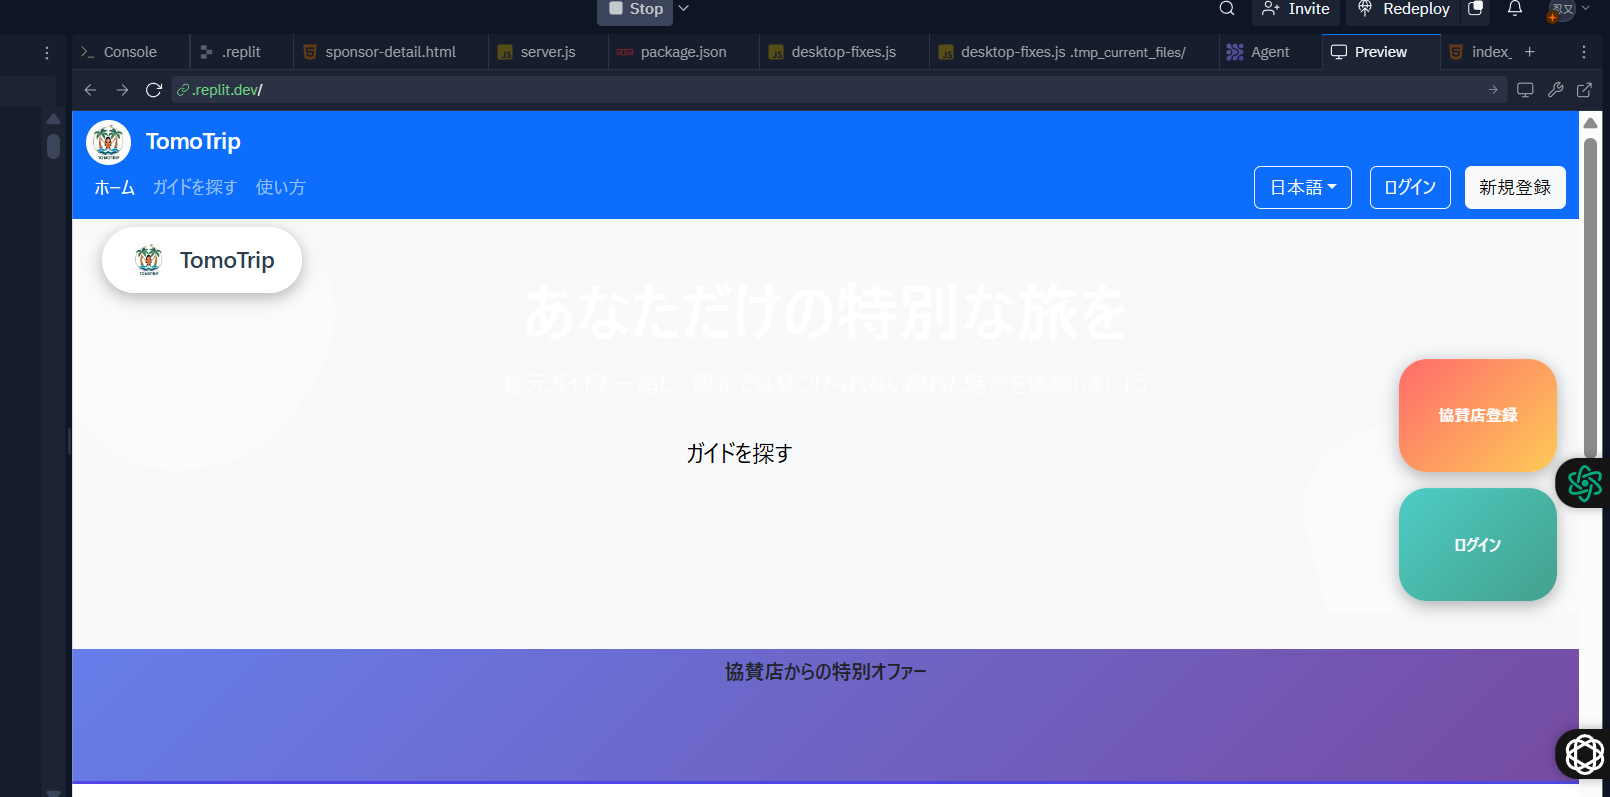 Stop
Invite
Redeploy
Console
.replit
sponsor-detail.html
server.js
package.json
desktop-fixes.js
desktop-fixes.js .tmp_current_files/
Agent
Preview
index_
.replit.dev/
TomoTrip
ホーム ガイドを探す 使い方
日本語 ログイン 新規登録
TomoTrip
あなただけの特別な旅を
地元ガイドと一緒に、観光では見つけられない隠れた魅力を体験しましょう
ガイドを探す
協賛店登録
ログイン
協賛店からの特別オファー